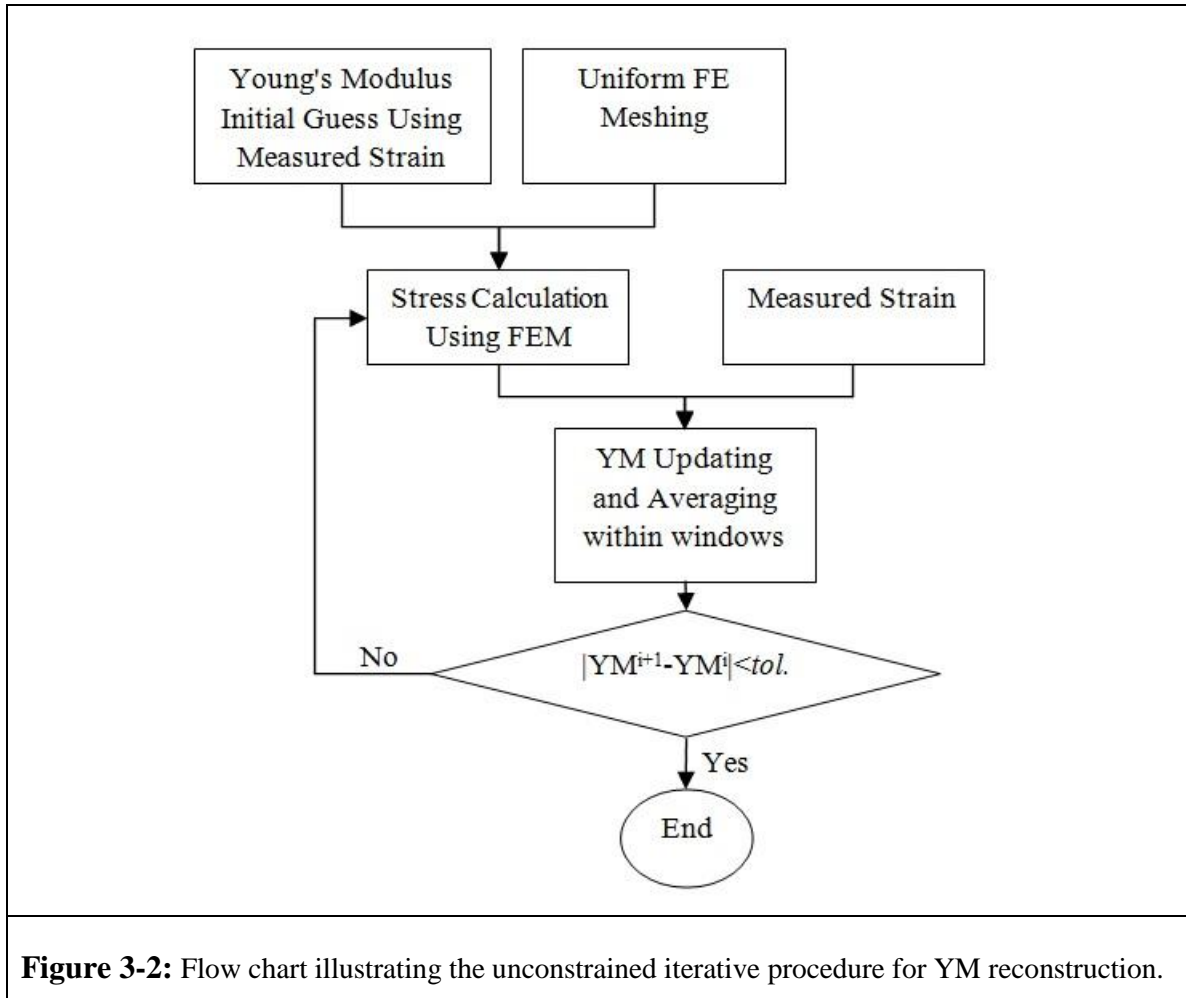 Young's Modulus
Initial Guess Using
Measured Strain
Uniform FE
Meshing
Stress Calculation
Using FEM
Measured Strain
YM Updating
and Averaging
within windows
|YMⁱ⁺¹-YMⁱ|<tol.
No
Yes
End
Figure 3-2: Flow chart illustrating the unconstrained iterative procedure for YM reconstruction.